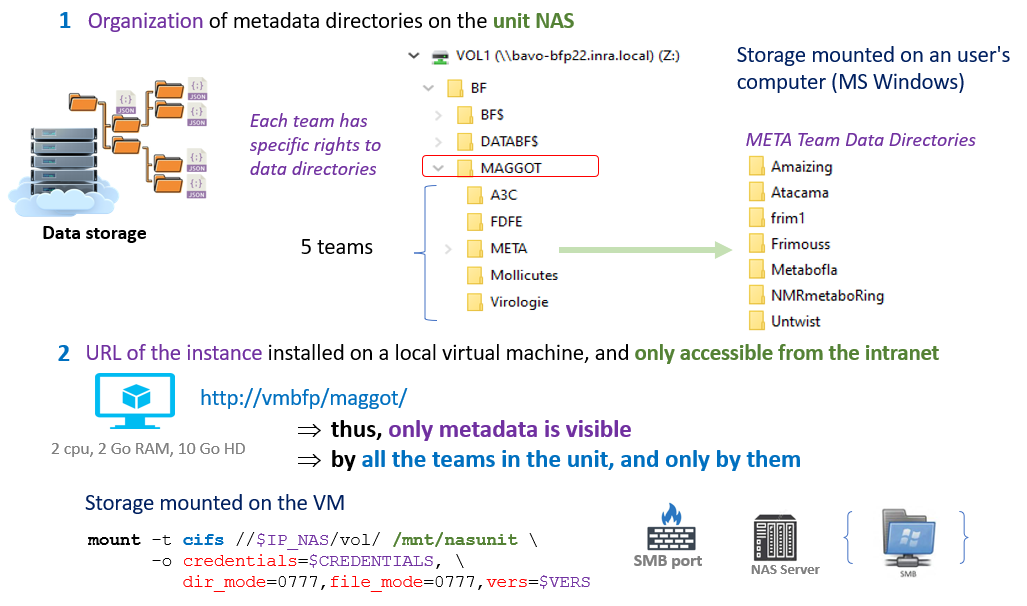 1 Organization of metadata directories on the unit NAS
VOL1 (\\bavo-bfp22.inra.local) (Z:)
BF
BF$
DATABF$
MAGGOT
A3C
FDFE
META
Mollicutes
Virologie
Storage mounted on an user's
computer (MS Windows)
{:}
JSON
{:}
JSON
{:}
JSON
{:}
JSON
{:}
JSON
Each team has
specific rights to
data directories
META Team Data Directories
Amaizing
Atacama
frim1
Frimouss
Metabofla
NMRmetaboRing
Untwist
Data storage
5 teams
2 URL of the instance installed on a local virtual machine, and only accessible from the intranet
http://vmbfp/maggot/
2 cpu, 2 Go RAM, 10 Go HD
⇒ thus, only metadata is visible
⇒ by all the teams in the unit, and only by them
Storage mounted on the VM
mount -t cifs //$IP_NAS/vol/ /mnt/nasunit \
-o credentials=$CREDENTIALS, \
dir_mode=0777,file_mode=0777,vers=$VERS
SMB port
NAS Server
SMB